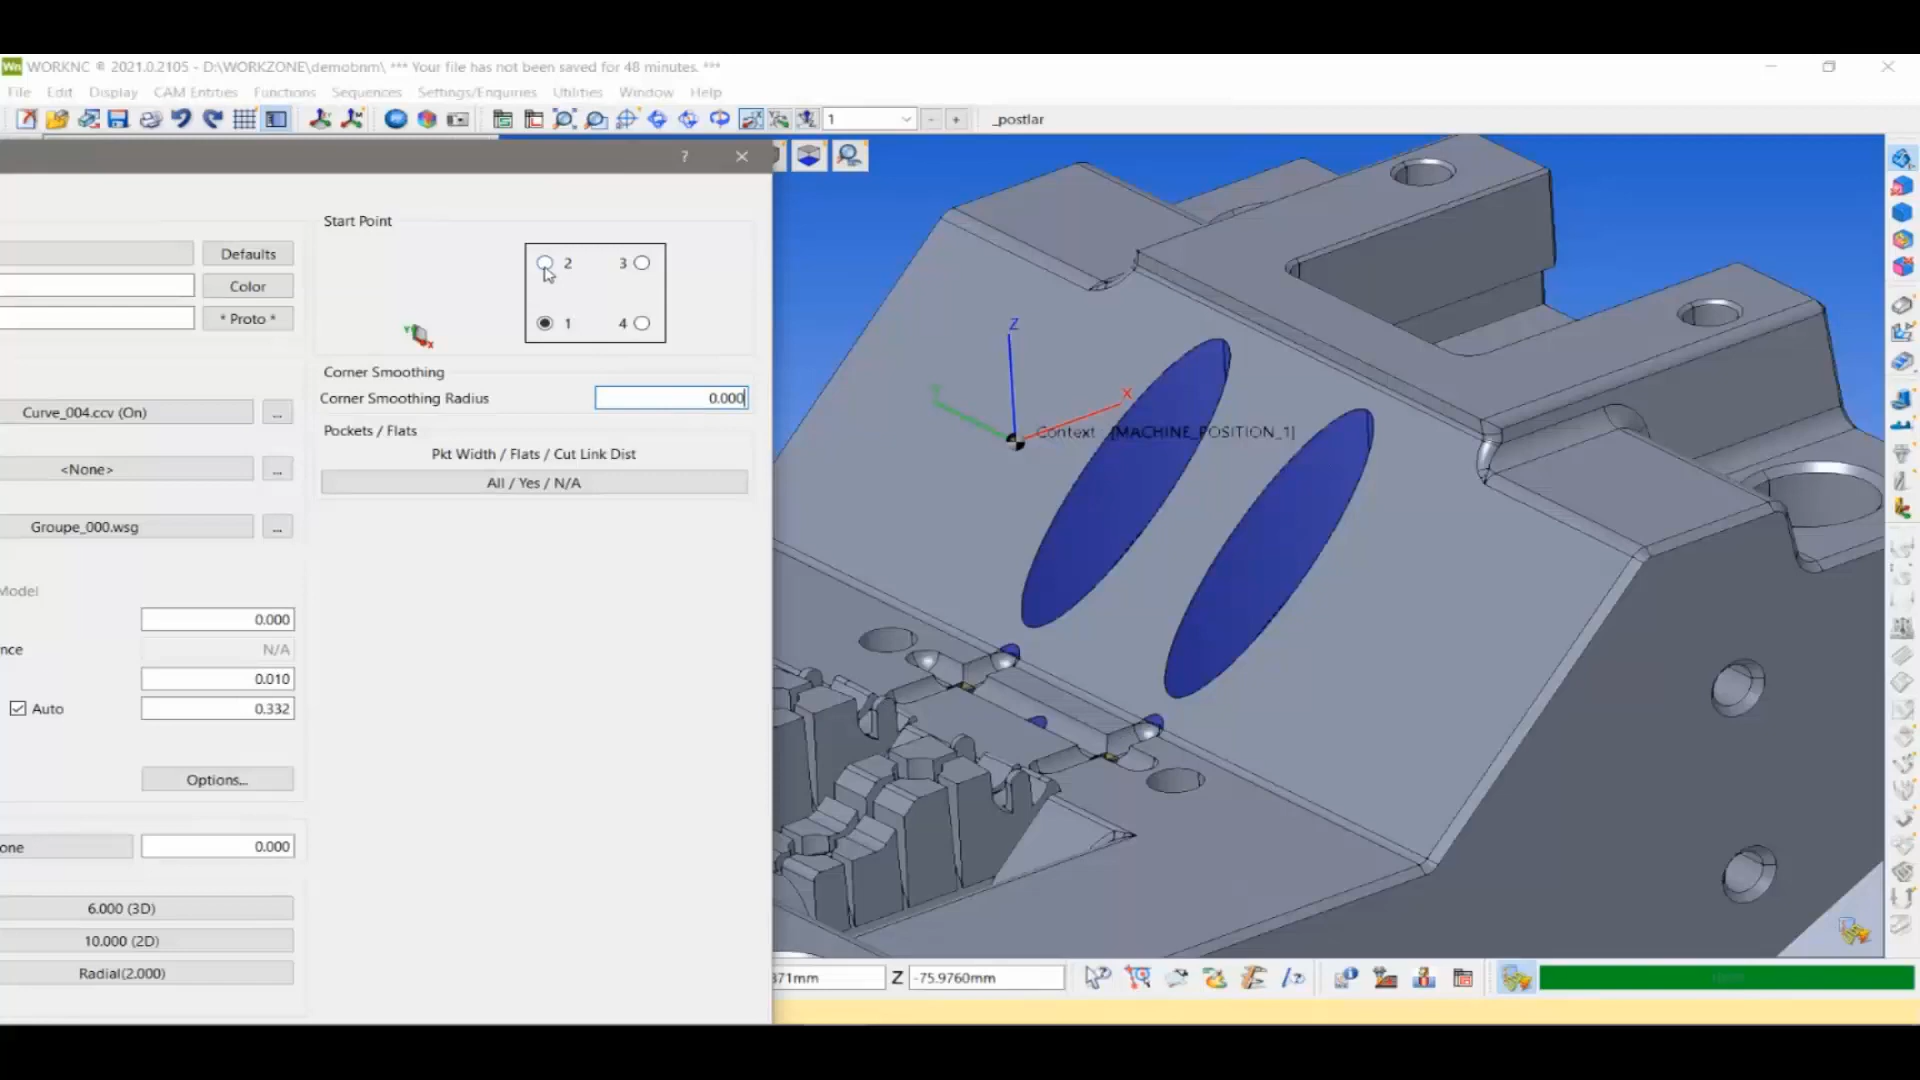 WORKNC ® 2021.0.2105 - D:\WORKZONE\demobnm\ *** Your file has not been saved for 48 minutes. ***
File Edit Display CAM Entities Functions Sequences Settings/Enquiries Utilities Window Help
1 - + _postlar
? ×
Start Point
Defaults
2 3
Color
* Proto *
1 4
Y X
Corner Smoothing
Corner Smoothing Radius 0.000
Curve_004.ccv (On) ...
Pockets / Flats
Pkt Width / Flats / Cut Link Dist
<None> ...
All / Yes / N/A
Groupe_000.wsg ...
Model
0.000
nce N/A
0.010
Auto 0.332
Options...
one 0.000
6.000 (3D)
10.000 (2D)
Radial(2.000)
Z
X
Context [MACHINE_POSITION_1]
371mm Z -75.9760mm